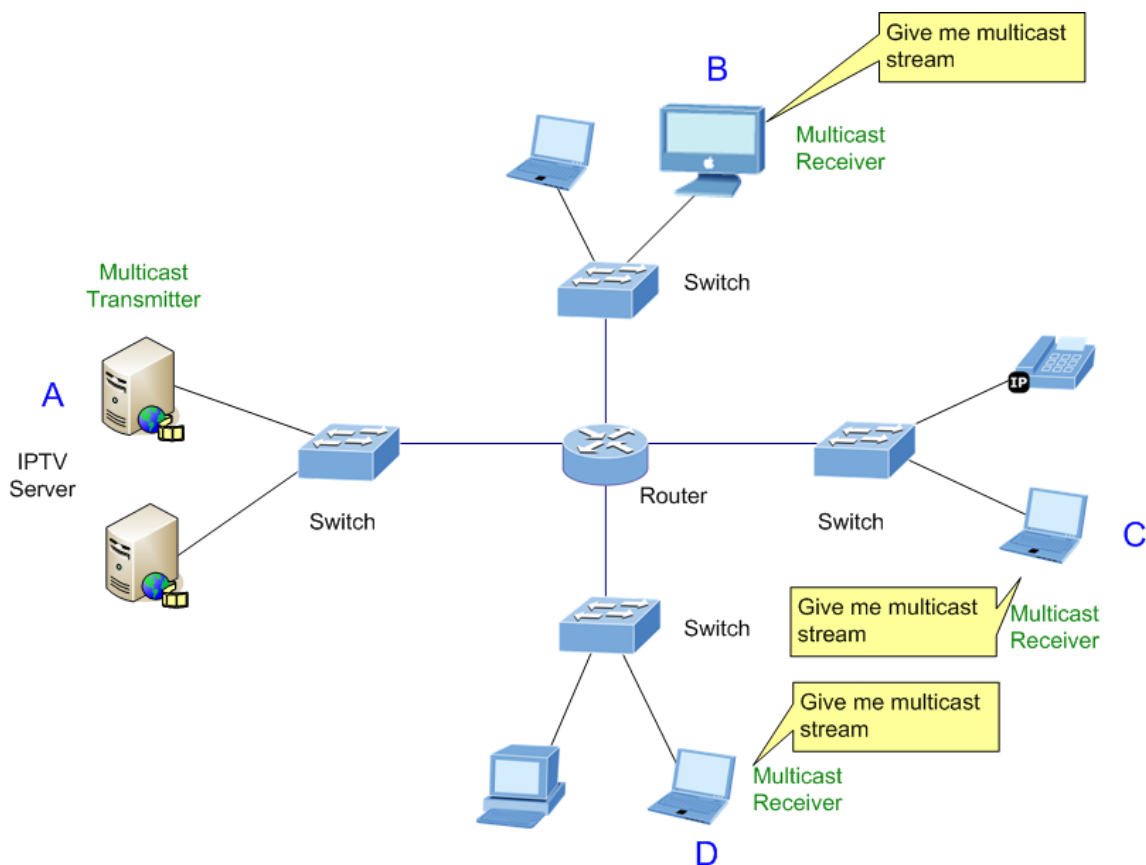 Give me multicast
stream
B
Multicast
Receiver
Switch
Multicast
Transmitter
A
IPTV
Server
Switch
Router
IP
Switch
C
Give me multicast
stream
Multicast
Receiver
Switch
Give me multicast
stream
Multicast
Receiver
D